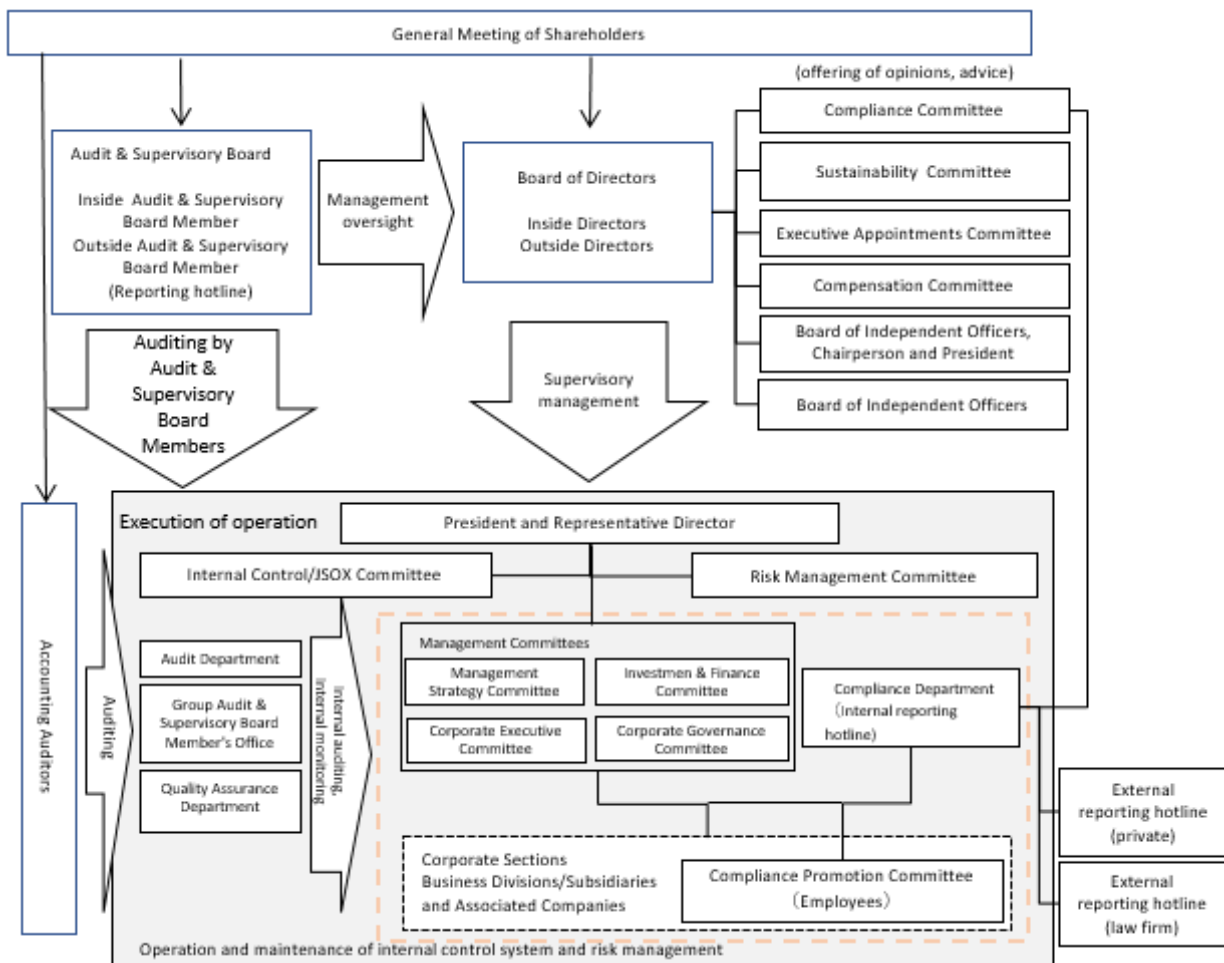 General Meeting of Shareholders
(offering of opinions, advice)
Compliance Committee
Sustainability Committee
Executive Appointments Committee
Compensation Committee
Board of Independent Officers,
Chairperson and President
Board of Independent Officers
Audit & Supervisory Board
Inside Audit & Supervisory
Board Member
Outside Audit & Supervisory
Board Member
(Reporting hotline)
Management
oversight
Board of Directors
Inside Directors
Outside Directors
Auditing by
Audit &
Supervisory
Board
Members
Supervisory
management
Execution of operation
President and Representative Director
Internal Control/JSOX Committee
Risk Management Committee
Accounting Auditors
Auditing
Audit Department
Group Audit &
Supervisory Board
Member's Office
Quality Assurance
Department
Internal auditing,
Internal monitoring
Management Committees
Management
Strategy Committee
Investmen & Finance
Committee
Corporate Executive
Committee
Corporate Governance
Committee
Compliance Department
（Internal reporting
hotline)
Corporate Sections
Business Divisions/Subsidiaries
and Associated Companies
Compliance Promotion Committee
（Employees）
External
reporting hotline
(private)
External
reporting hotline
(law firm)
Operation and maintenance of internal control system and risk management